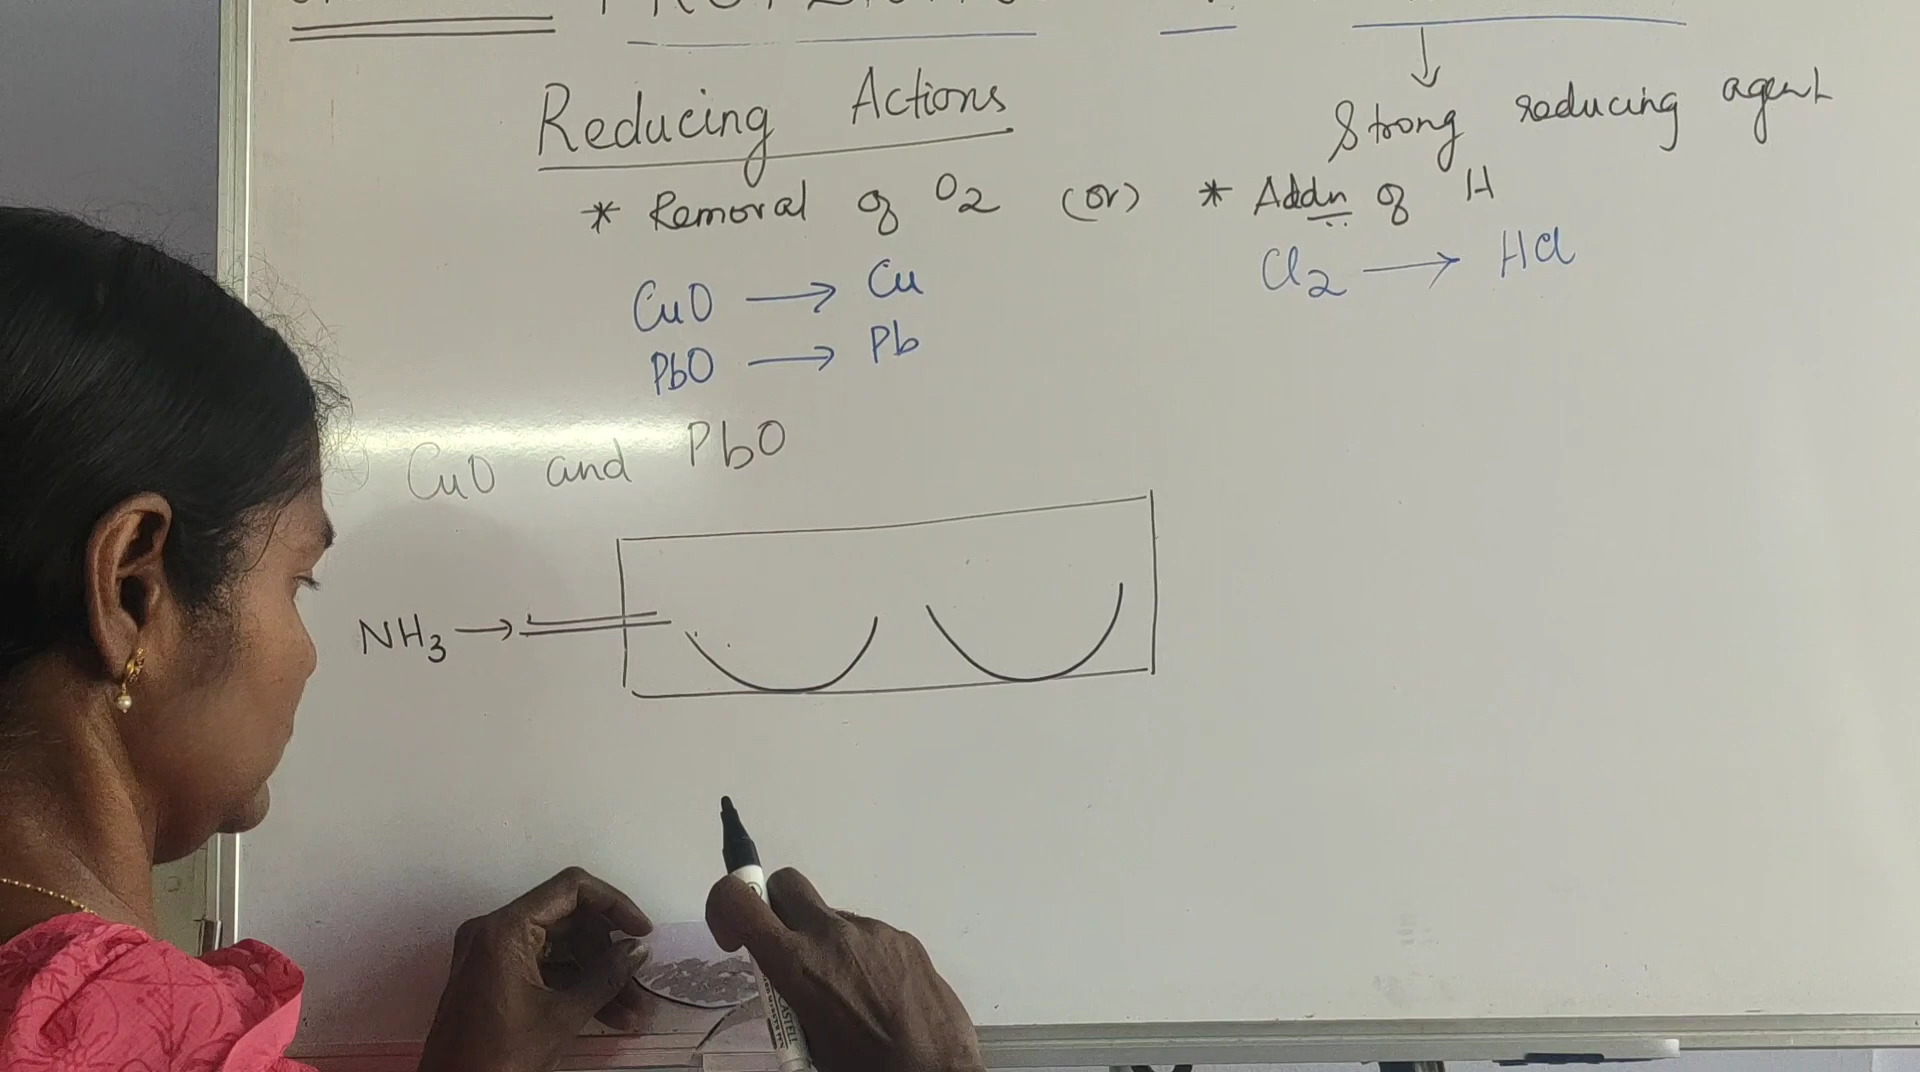 Reducing Actions
Strong reducing agent
* Removal of O2 (or) * Addn of H
CuO → Cu
Cl2 → HCl
PbO → Pb
CuO and PbO
NH3 →